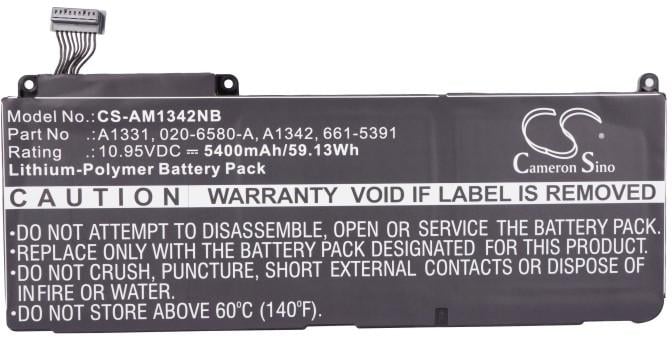 Model No.:CS-AM1342NB
Part No :A1331, 020-6580-A, A1342, 661-5391
Rating :10.95VDC ⎓ 5400mAh/59.13Wh
Lithium-Polymer Battery Pack
CS
Cameron Sino
CAUTION WARRANTY VOID IF LABEL IS REMOVED
•DO NOT ATTEMPT TO DISASSEMBLE, OPEN OR SERVICE THE BATTERY PACK.
•REPLACE ONLY WITH THE BATTERY PACK DESIGNATED FOR THIS PRODUCT.
•DO NOT CRUSH, PUNCTURE, SHORT EXTERNAL CONTACTS OR DISPOSE OF
INFIRE OR WATER.
•DO NOT STORE ABOVE 60°C (140°F).